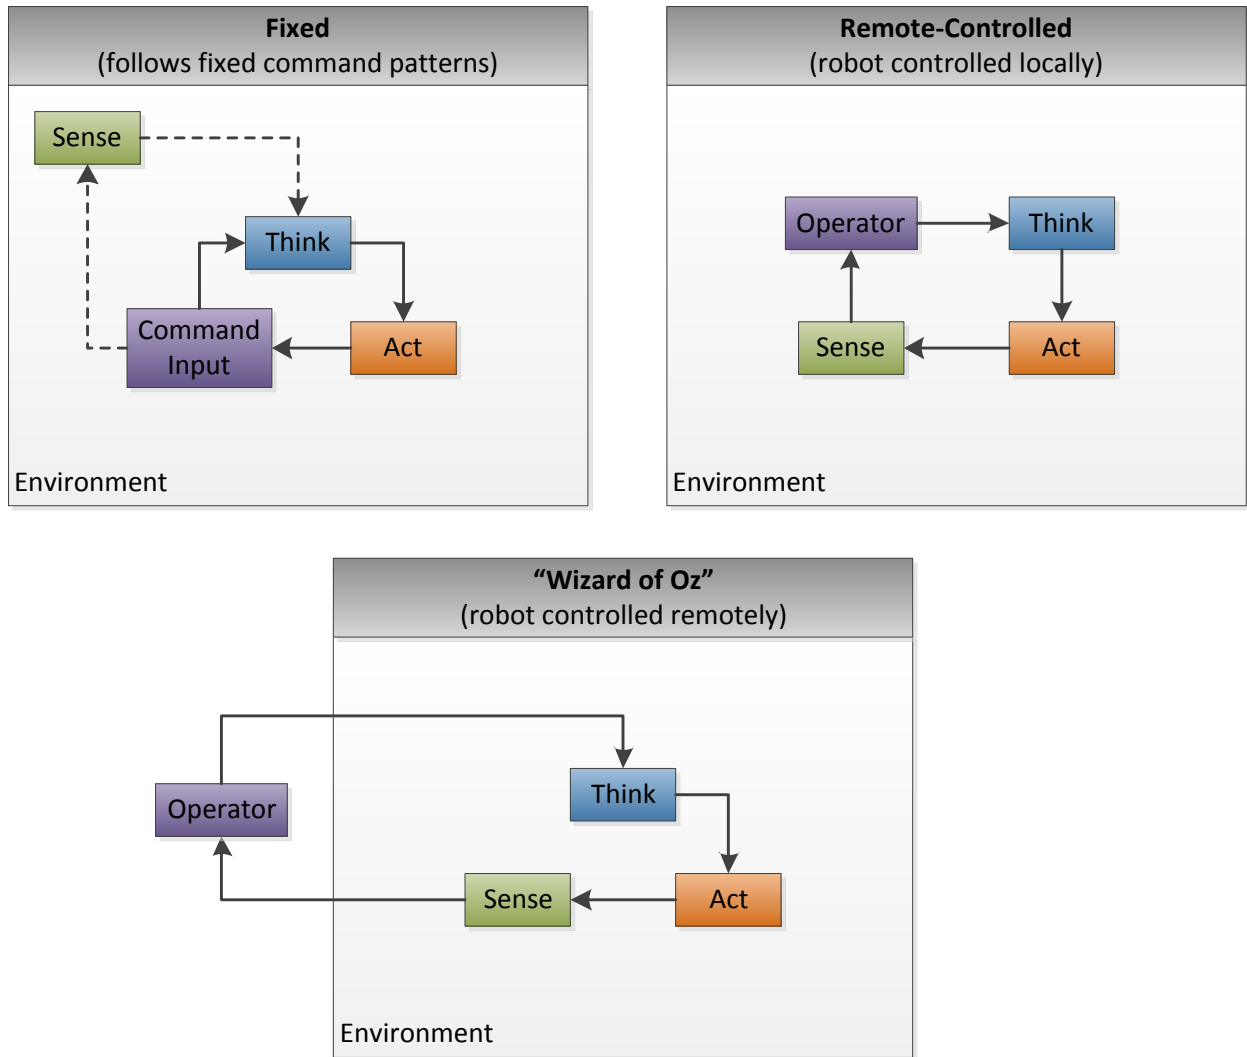 Fixed
(follows fixed command patterns)
Sense
Think
Command
Input
Act
Environment
Remote-Controlled
(robot controlled locally)
Operator
Think
Sense
Act
Environment
“Wizard of Oz”
(robot controlled remotely)
Think
Operator
Sense
Act
Environment